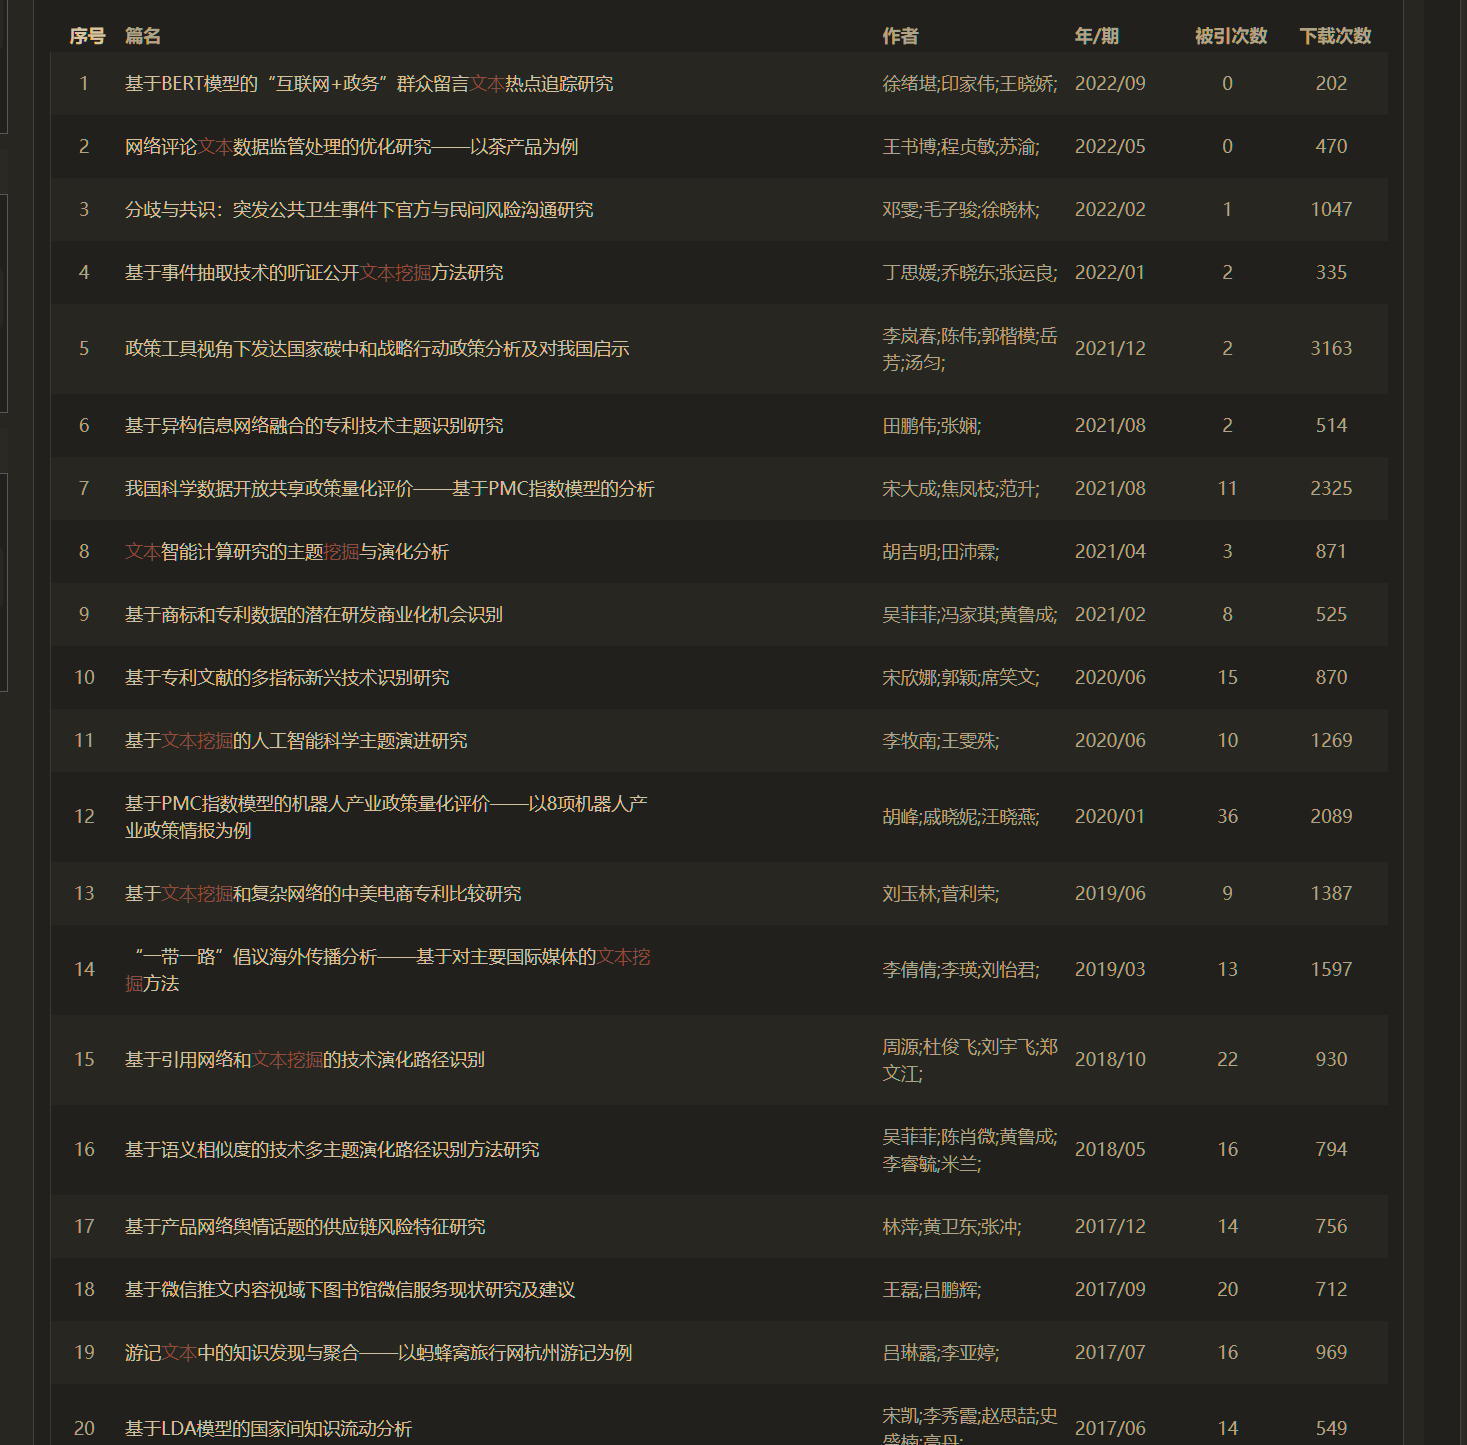 序号 篇名 作者 年/期 被引次数 下载次数
1 基于BERT模型的“互联网+政务”群众留言文本热点追踪研究 徐绪堪;印家伟;王晓娇; 2022/09 0 202
2 网络评论文本数据监管处理的优化研究——以茶产品为例 王书博;程贞敏;苏渝; 2022/05 0 470
3 分歧与共识：突发公共卫生事件下官方与民间风险沟通研究 邓雯;毛子骏;徐晓林; 2022/02 1 1047
4 基于事件抽取技术的听证公开文本挖掘方法研究 丁思媛;乔晓东;张运良; 2022/01 2 335
5 政策工具视角下发达国家碳中和战略行动政策分析及对我国启示 李岚春;陈伟;郭楷模;岳
芳;汤匀; 2021/12 2 3163
6 基于异构信息网络融合的专利技术主题识别研究 田鹏伟;张娴; 2021/08 2 514
7 我国科学数据开放共享政策量化评价——基于PMC指数模型的分析 宋大成;焦凤枝;范升; 2021/08 11 2325
8 文本智能计算研究的主题挖掘与演化分析 胡吉明;田沛霖; 2021/04 3 871
9 基于商标和专利数据的潜在研发商业化机会识别 吴菲菲;冯家琪;黄鲁成; 2021/02 8 525
10 基于专利文献的多指标新兴技术识别研究 宋欣娜;郭颖;席笑文; 2020/06 15 870
11 基于文本挖掘的人工智能科学主题演进研究 李牧南;王雯殊; 2020/06 10 1269
12 基于PMC指数模型的机器人产业政策量化评价——以8项机器人产
业政策情报为例 胡峰;戚晓妮;汪晓燕; 2020/01 36 2089
13 基于文本挖掘和复杂网络的中美电商专利比较研究 刘玉林;菅利荣; 2019/06 9 1387
14 “一带一路”倡议海外传播分析——基于对主要国际媒体的文本挖
掘方法 李倩倩;李瑛;刘怡君; 2019/03 13 1597
15 基于引用网络和文本挖掘的技术演化路径识别 周源;杜俊飞;刘宇飞;郑
文江; 2018/10 22 930
16 基于语义相似度的技术多主题演化路径识别方法研究 吴菲菲;陈肖微;黄鲁成;
李睿毓;米兰; 2018/05 16 794
17 基于产品网络舆情话题的供应链风险特征研究 林萍;黄卫东;张冲; 2017/12 14 756
18 基于微信推文内容视域下图书馆微信服务现状研究及建议 王磊;吕鹏辉; 2017/09 20 712
19 游记文本中的知识发现与聚合——以蚂蜂窝旅行网杭州游记为例 吕琳露;李亚婷; 2017/07 16 969
20 基于LDA模型的国家间知识流动分析 宋凯;李秀霞;赵思喆;史
盛楠;高丹; 2017/06 14 549